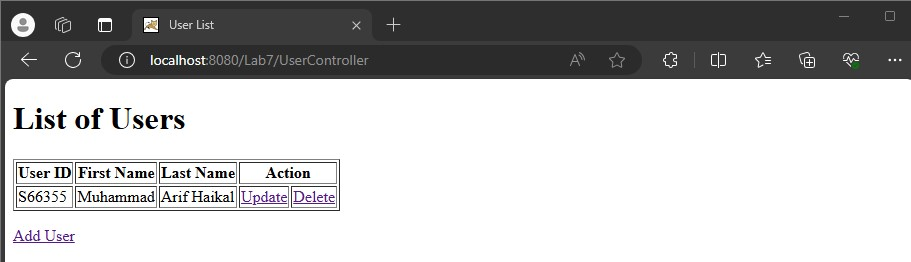 User List
localhost:8080/Lab7/UserController
List of Users
User ID First Name Last Name Action
S66355 Muhammad Arif Haikal Update Delete
Add User